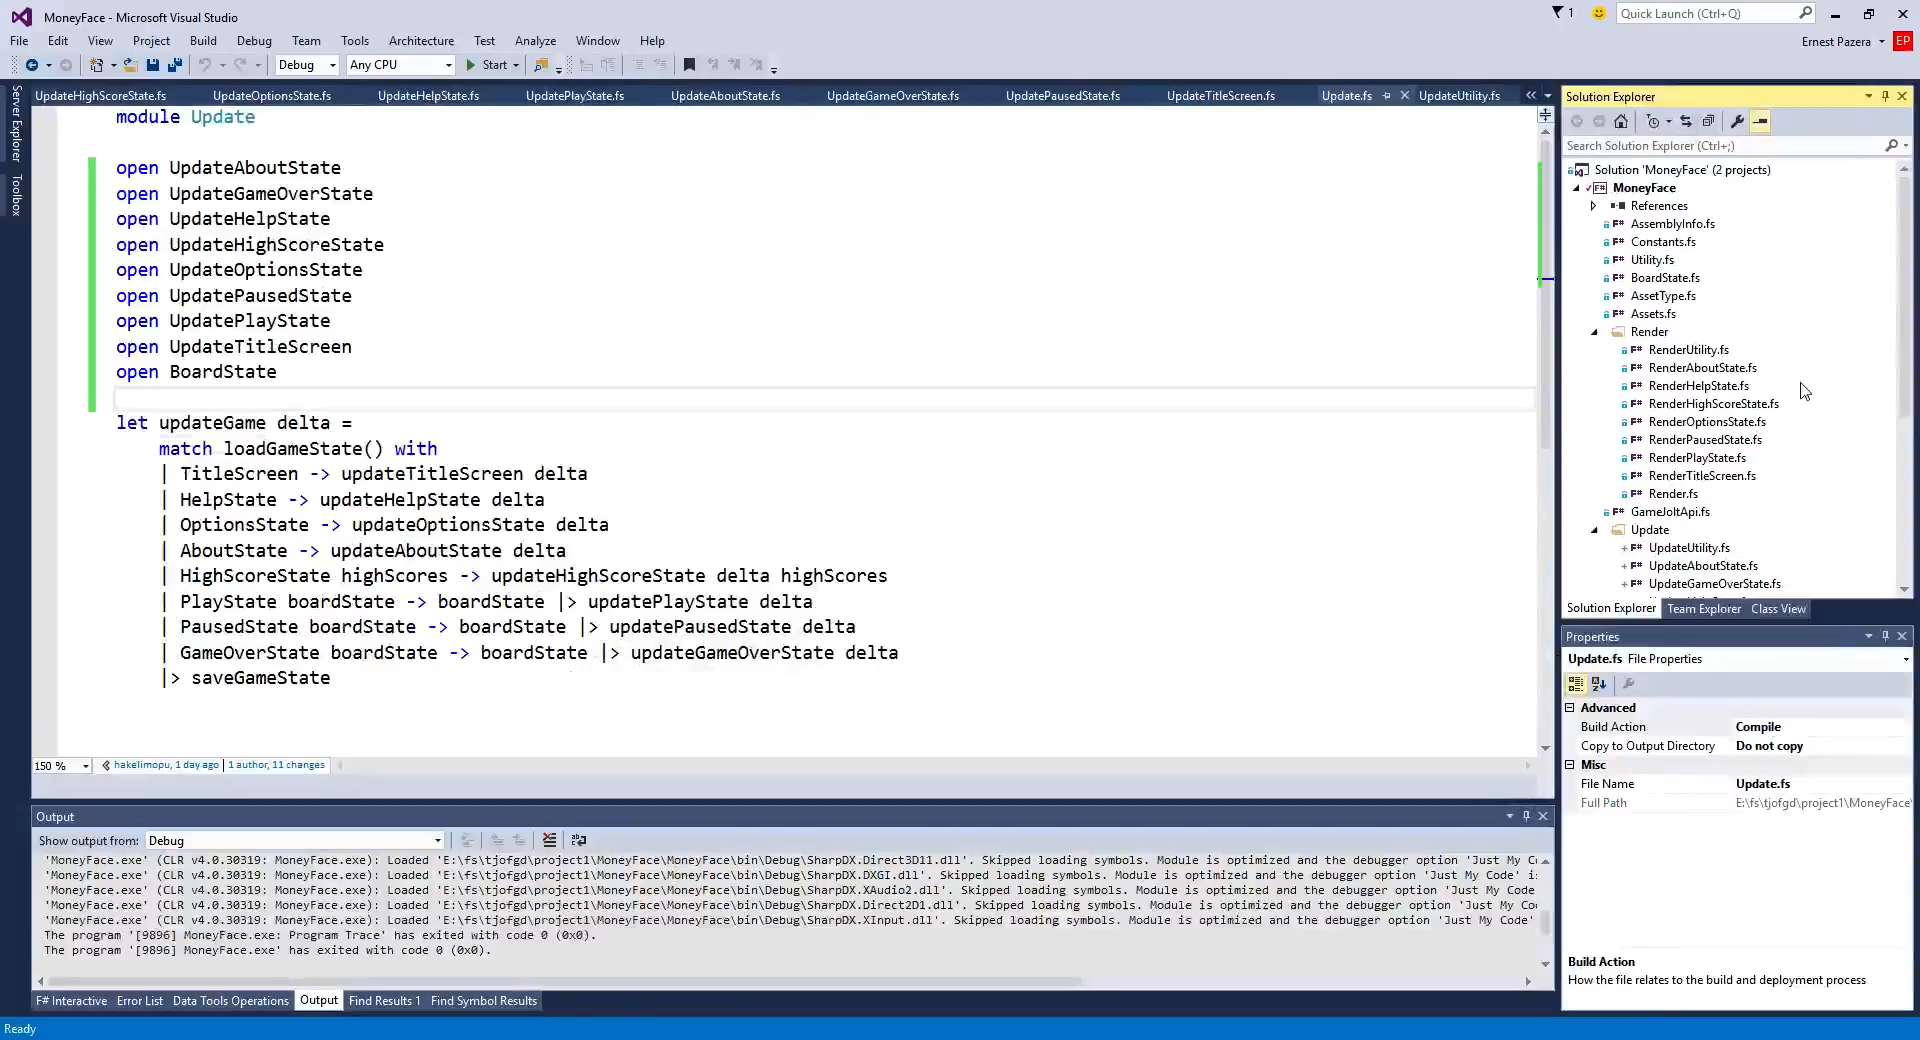 MoneyFace - Microsoft Visual Studio
1
Quick Launch (Ctrl+Q)
File Edit View Project Build Debug Team Tools Architecture Test Analyze Window Help
Ernest Pazera EP
Debug Any CPU Start
Server Explorer
Toolbox
UpdateHighScoreState.fs UpdateOptionsState.fs UpdateHelpState.fs UpdatePlayState.fs UpdateAboutState.fs UpdateGameOverState.fs UpdatePausedState.fs UpdateTitleScreen.fs Update.fs UpdateUtility.fs
module Update
open UpdateAboutState
open UpdateGameOverState
open UpdateHelpState
open UpdateHighScoreState
open UpdateOptionsState
open UpdatePausedState
open UpdatePlayState
open UpdateTitleScreen
open BoardState
let updateGame delta =
match loadGameState() with
| TitleScreen -> updateTitleScreen delta
| HelpState -> updateHelpState delta
| OptionsState -> updateOptionsState delta
| AboutState -> updateAboutState delta
| HighScoreState highScores -> updateHighScoreState delta highScores
| PlayState boardState -> boardState |> updatePlayState delta
| PausedState boardState -> boardState |> updatePausedState delta
| GameOverState boardState -> boardState |> updateGameOverState delta
|> saveGameState
150 % hakelimopu, 1 day ago | 1 author, 11 changes
Output
Show output from: Debug
'MoneyFace.exe' (CLR v4.0.30319: MoneyFace.exe): Loaded 'E:\fs\tjofgd\project1\MoneyFace\MoneyFace\bin\Debug\SharpDX.Direct3D11.dll'. Skipped loading symbols. Module is optimized and the debugger option 'Just My Co
'MoneyFace.exe' (CLR v4.0.30319: MoneyFace.exe): Loaded 'E:\fs\tjofgd\project1\MoneyFace\MoneyFace\bin\Debug\SharpDX.DXGI.dll'. Skipped loading symbols. Module is optimized and the debugger option 'Just My Code' is
'MoneyFace.exe' (CLR v4.0.30319: MoneyFace.exe): Loaded 'E:\fs\tjofgd\project1\MoneyFace\MoneyFace\bin\Debug\SharpDX.XAudio2.dll'. Skipped loading symbols. Module is optimized and the debugger option 'Just My Code
'MoneyFace.exe' (CLR v4.0.30319: MoneyFace.exe): Loaded 'E:\fs\tjofgd\project1\MoneyFace\MoneyFace\bin\Debug\SharpDX.Direct2D1.dll'. Skipped loading symbols. Module is optimized and the debugger option 'Just My Co
'MoneyFace.exe' (CLR v4.0.30319: MoneyFace.exe): Loaded 'E:\fs\tjofgd\project1\MoneyFace\MoneyFace\bin\Debug\SharpDX.XInput.dll'. Skipped loading symbols. Module is optimized and the debugger option 'Just My Code'
The program '[9896] MoneyFace.exe: Program Trace' has exited with code 0 (0x0).
The program '[9896] MoneyFace.exe' has exited with code 0 (0x0).
F# Interactive Error List Data Tools Operations Output Find Results 1 Find Symbol Results
Ready
Solution Explorer
Search Solution Explorer (Ctrl+;)
Solution 'MoneyFace' (2 projects)
MoneyFace
References
AssemblyInfo.fs
Constants.fs
Utility.fs
BoardState.fs
AssetType.fs
Assets.fs
Render
RenderUtility.fs
RenderAboutState.fs
RenderHelpState.fs
RenderHighScoreState.fs
RenderOptionsState.fs
RenderPausedState.fs
RenderPlayState.fs
RenderTitleScreen.fs
Render.fs
GameJoltApi.fs
Update
UpdateUtility.fs
UpdateAboutState.fs
UpdateGameOverState.fs
Solution Explorer Team Explorer Class View
Properties
Update.fs File Properties
Advanced
Build Action Compile
Copy to Output Directory Do not copy
Misc
File Name Update.fs
Full Path E:\fs\tjofgd\project1\MoneyFace\
Build Action
How the file relates to the build and deployment process